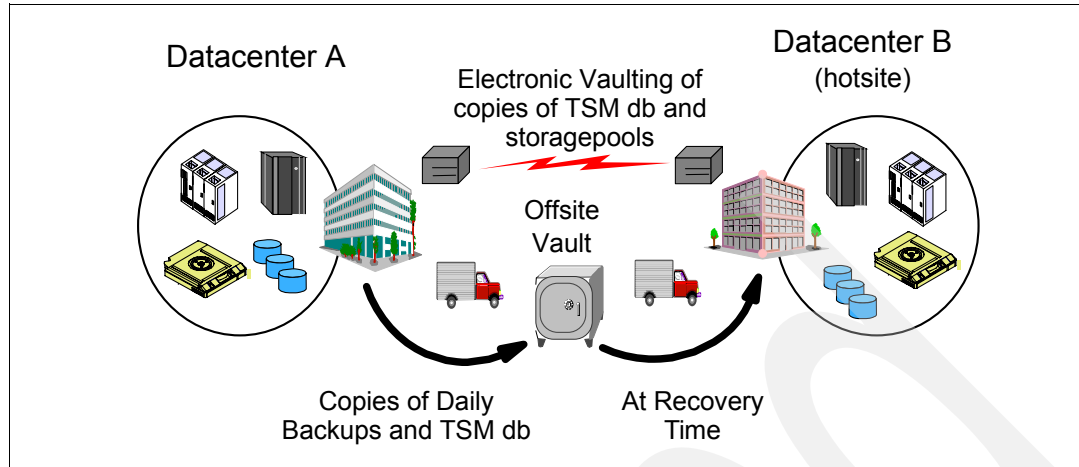 Datacenter A
Electronic Vaulting of
copies of TSM db and
storagepools
Datacenter B
(hotsite)
Offsite
Vault
Copies of Daily
Backups and TSM db
At Recovery
Time